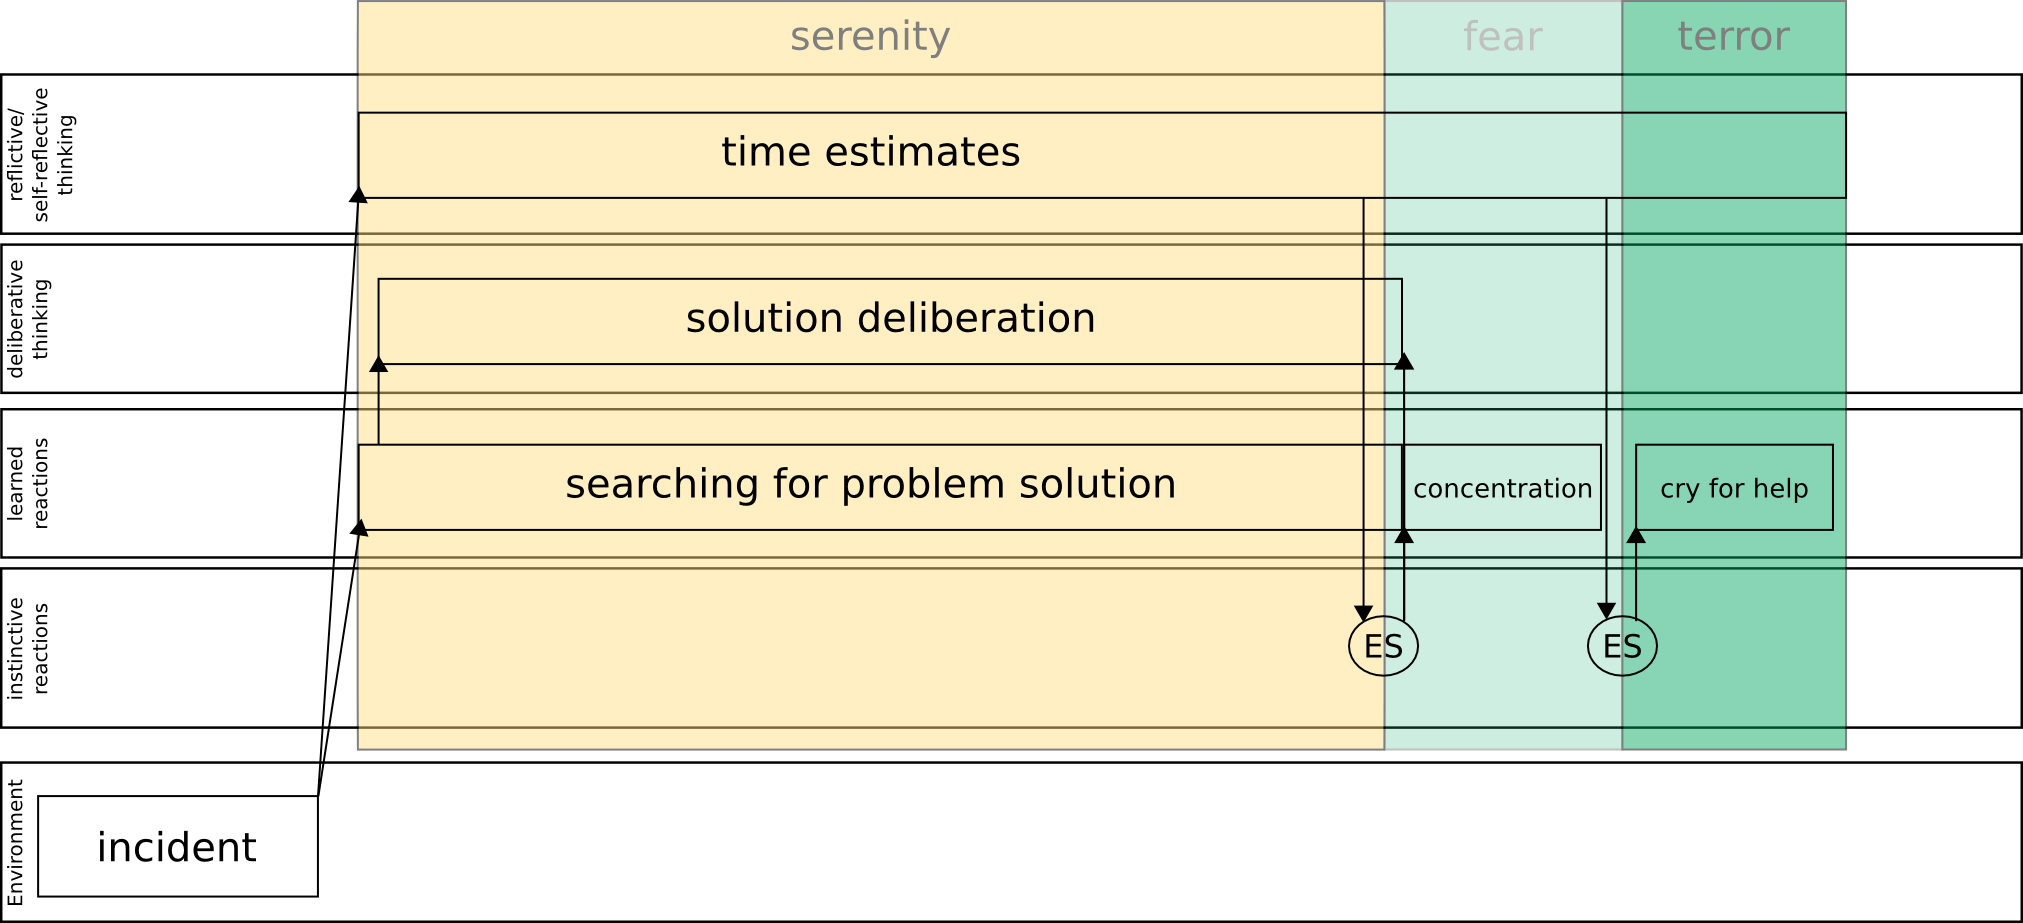 serenity
fear
terror
reflictive/
self-reflective
thinking
time estimates
deliberative
thinking
solution deliberation
learned
reactions
searching for problem solution
concentration
cry for help
instinctive
reactions
ES
ES
Environment
incident